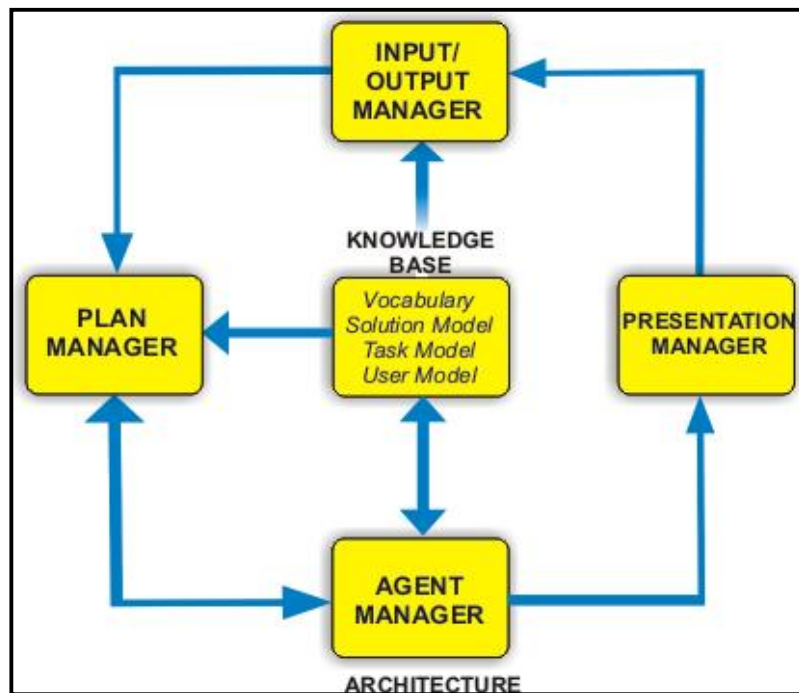 INPUT/
OUTPUT
MANAGER
KNOWLEDGE
BASE
Vocabulary
Solution Model
Task Model
User Model
PLAN
MANAGER
PRESENTATION
MANAGER
AGENT
MANAGER
ARCHITECTURE